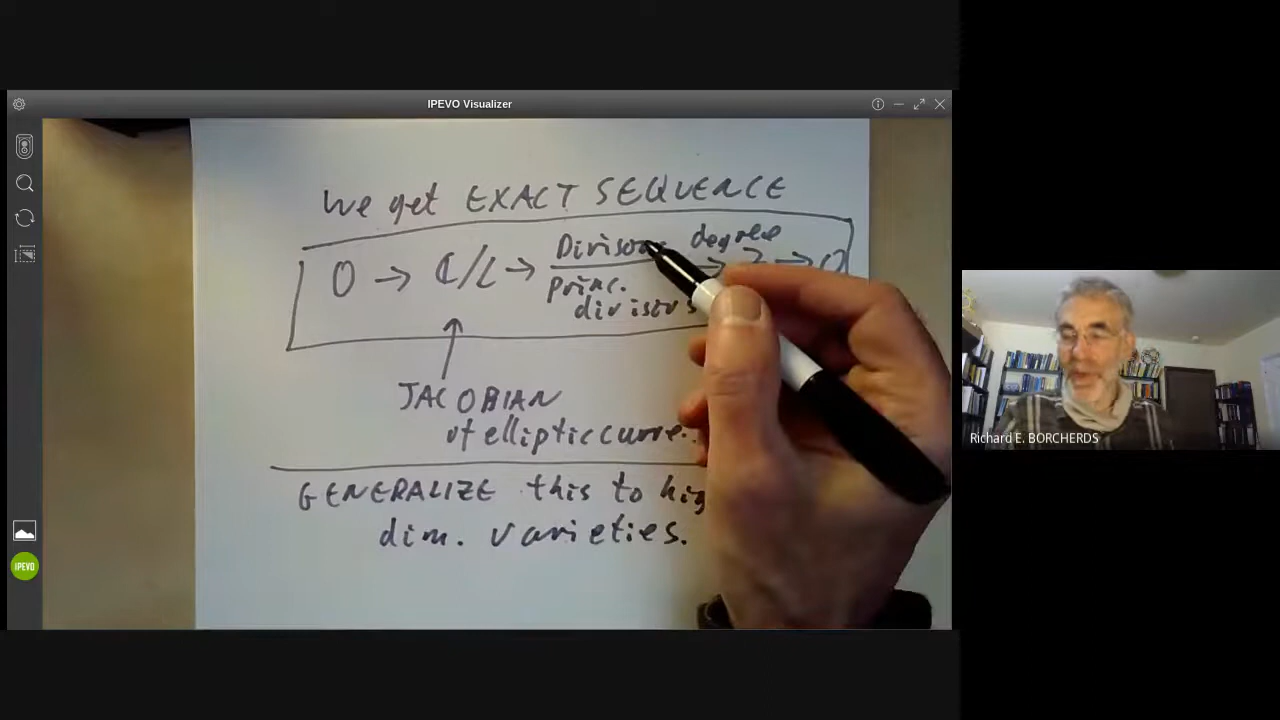 IPEVO Visualizer
We get EXACT SEQUENCE
0 → ℂ/L → Divisors / princ. divisors → degree Z → 0
JACOBIAN
of elliptic curve.
GENERALIZE this to
dim. varieties.
IPEVO
Richard E. BORCHERDS